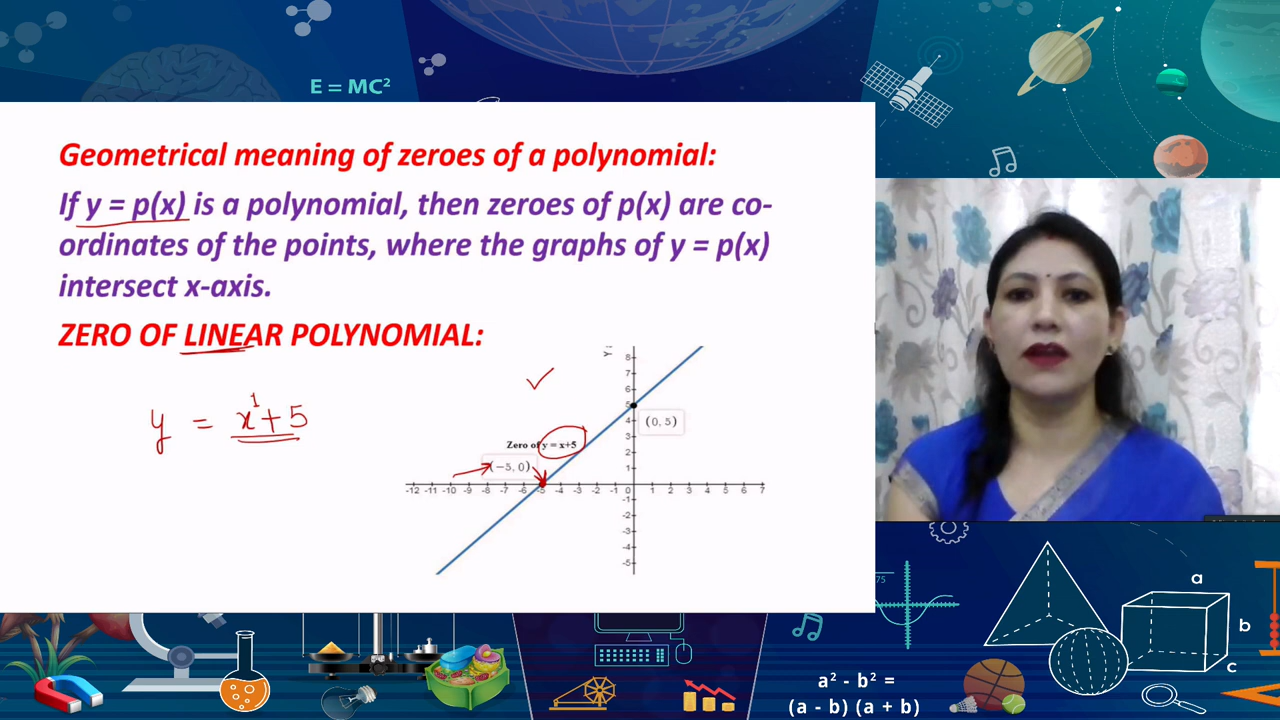 E = MC²
Geometrical meaning of zeroes of a polynomial:
If y = p(x) is a polynomial, then zeroes of p(x) are co-
ordinates of the points, where the graphs of y = p(x)
intersect x-axis.
ZERO OF LINEAR POLYNOMIAL:
y = x¹ + 5
Y
8
7
6
5
4
3
2
1
(0, 5)
Zero of y = x+5
(−5, 0)
-12 -11 -10 -9 -8 -7 -6 -5 -4 -3 -2 -1 0 1 2 3 4 5 6 7
-1
-2
-3
-4
-5
75
a
b
c
a² - b² =
(a - b) (a + b)